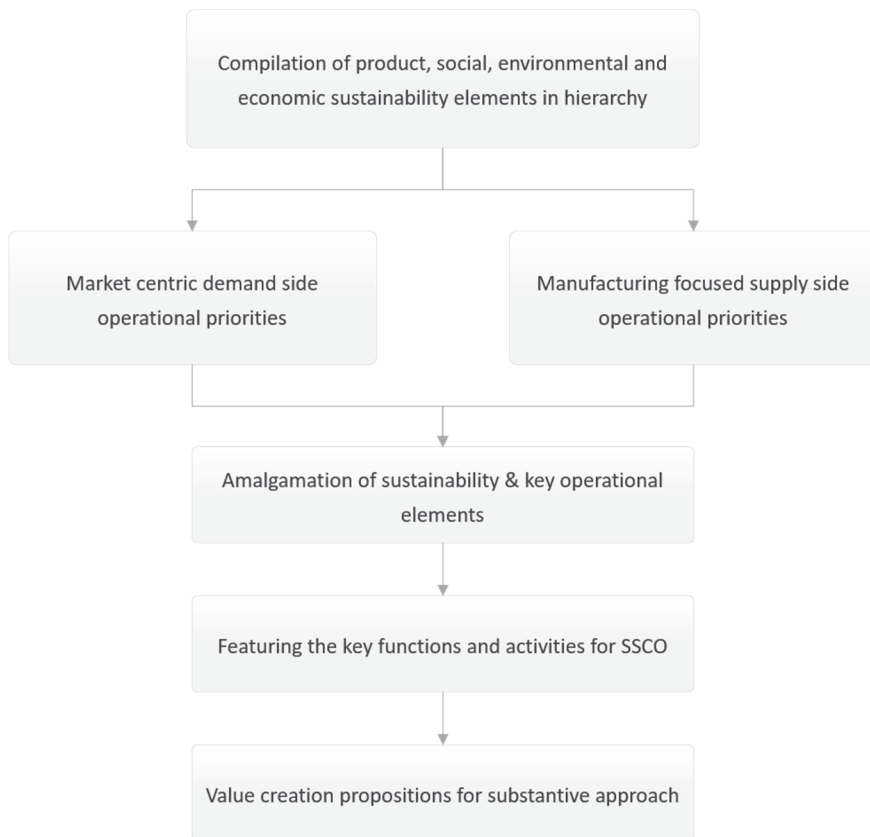 Compilation of product, social, environmental and
economic sustainability elements in hierarchy
Market centric demand side
operational priorities
Manufacturing focused supply side
operational priorities
Amalgamation of sustainability & key operational
elements
Featuring the key functions and activities for SSCO
Value creation propositions for substantive approach